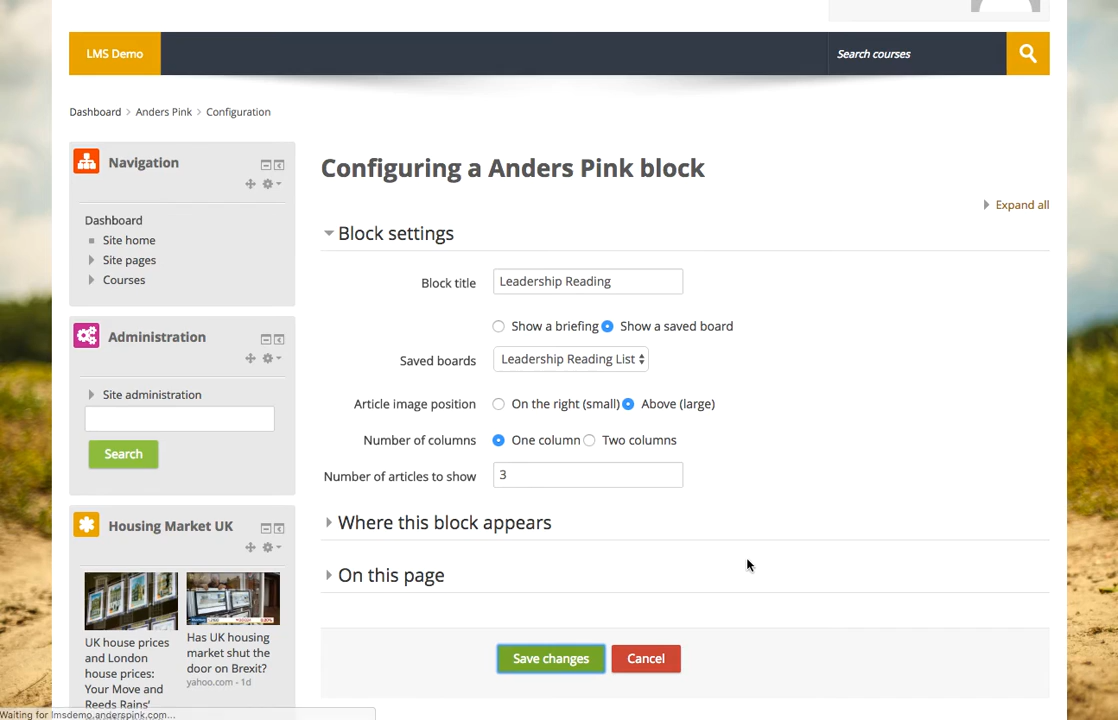 LMS Demo
Search courses
Dashboard > Anders Pink > Configuration
Navigation
Dashboard
Site home
Site pages
Courses
Administration
Site administration
Search
Housing Market UK
UK house prices
and London
house prices:
Your Move and
Reeds Rains'
Has UK housing
market shut the
door on Brexit?
yahoo.com - 1d
Configuring a Anders Pink block
Expand all
Block settings
Block title Leadership Reading
Show a briefing Show a saved board
Saved boards Leadership Reading List
Article image position On the right (small) Above (large)
Number of columns One column Two columns
Number of articles to show 3
Where this block appears
On this page
Save changes Cancel
Waiting for lmsdemo.anderspink.com...